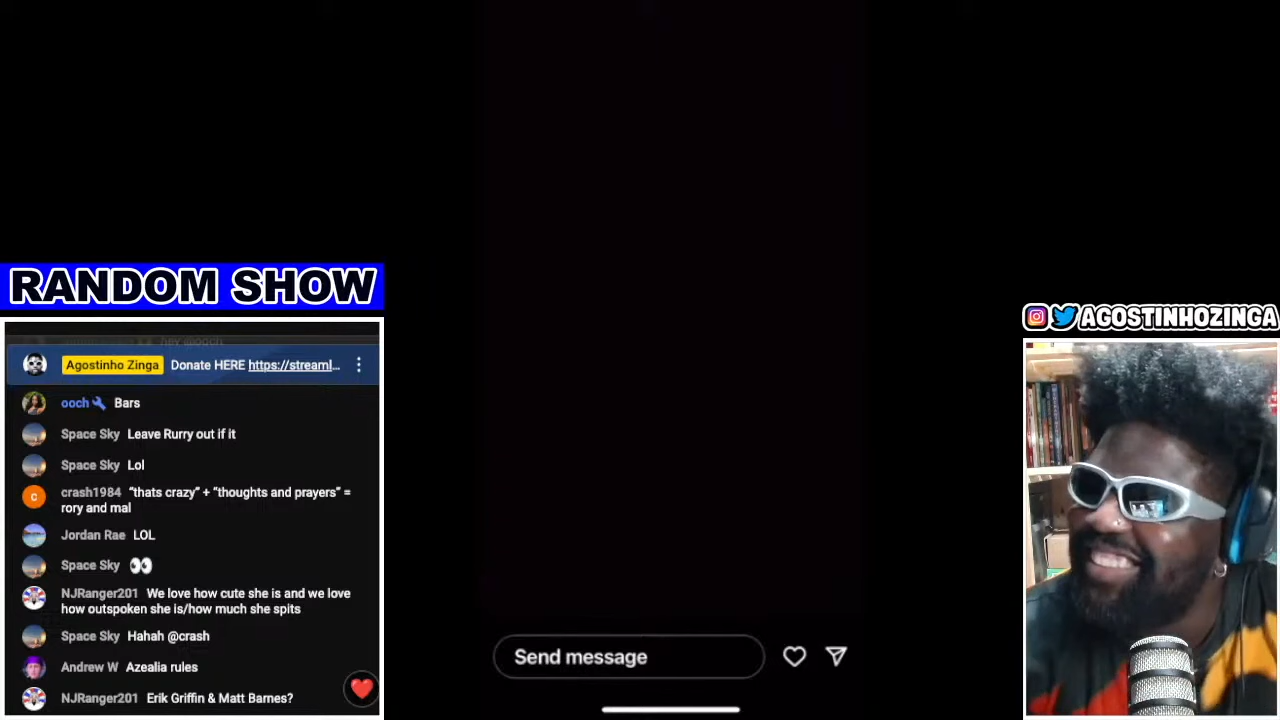 RANDOM SHOW
hey @ooch
Agostinho Zinga Donate HERE https://streaml...
ooch Bars
Space Sky Leave Rurry out if it
Space Sky Lol
crash1984 “thats crazy” + “thoughts and prayers” =
rory and mal
Jordan Rae LOL
Space Sky 👀
NJRanger201 We love how cute she is and we love
how outspoken she is/how much she spits
Space Sky Hahah @crash
Andrew W Azealia rules
NJRanger201 Erik Griffin & Matt Barnes?
C
Send message
AGOSTINHOZINGA